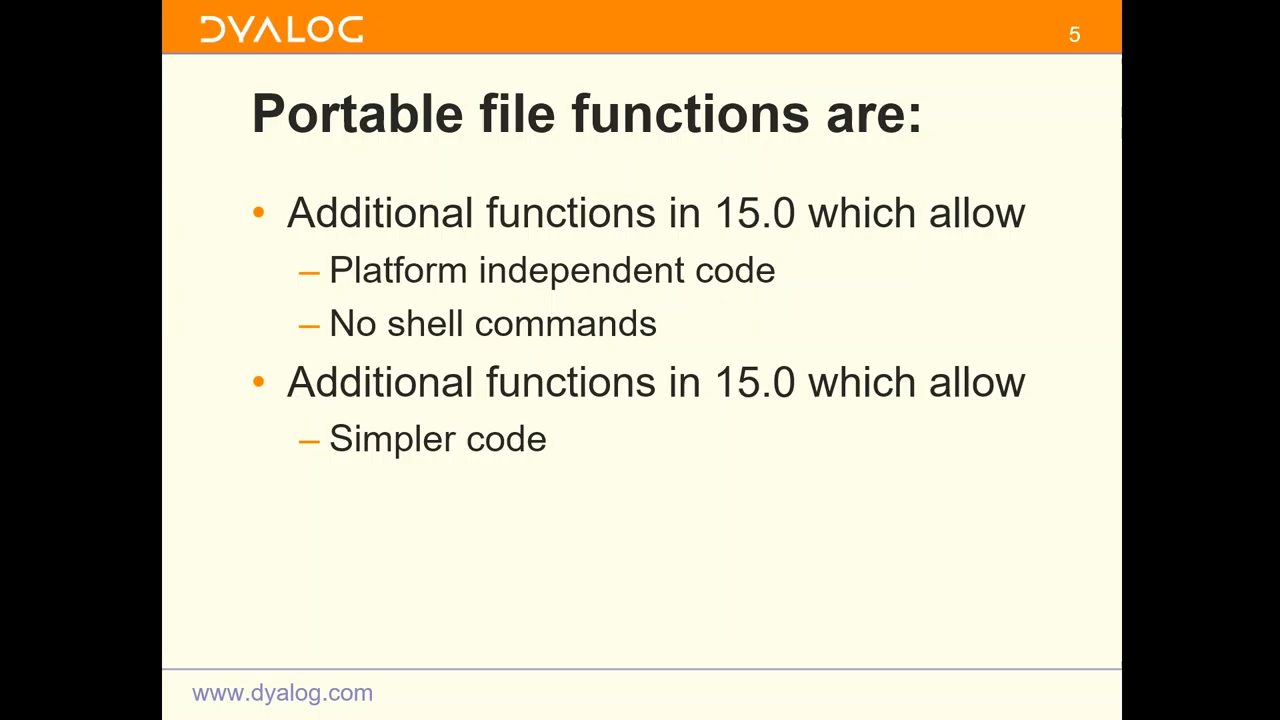 DYALOG
5
Portable file functions are:
• Additional functions in 15.0 which allow
– Platform independent code
– No shell commands
• Additional functions in 15.0 which allow
– Simpler code
www.dyalog.com